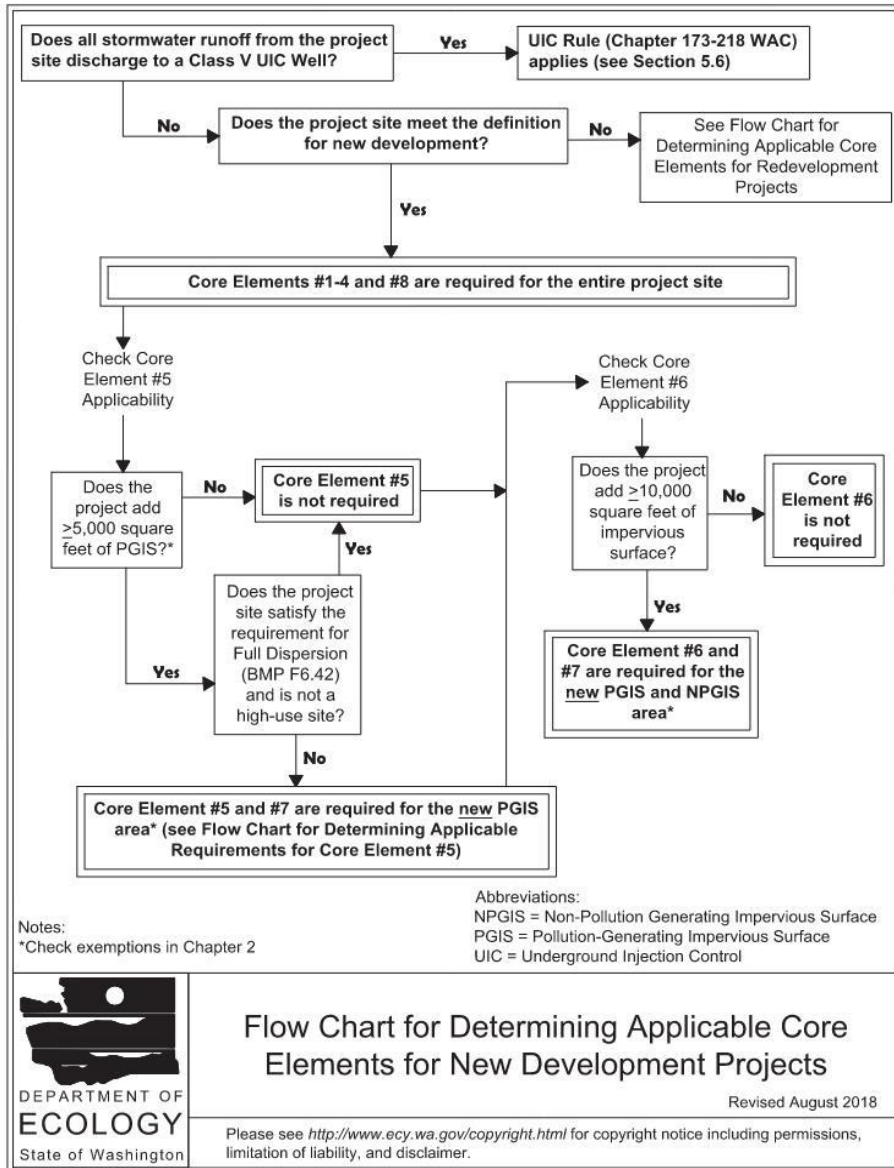 Does all stormwater runoff from the project
site discharge to a Class V UIC Well?
Yes
UIC Rule (Chapter 173-218 WAC)
applies (see Section 5.6)
No
Does the project site meet the definition
for new development?
No
See Flow Chart for
Determining Applicable Core
Elements for Redevelopment
Projects
Yes
Core Elements #1-4 and #8 are required for the entire project site
Check Core
Element #5
Applicability
Check Core
Element #6
Applicability
Does the
project add
≥5,000 square
feet of PGIS?*
No
Core Element #5
is not required
Does the project
add ≥10,000
square feet of
impervious
surface?
No
Core
Element #6
is not
required
Yes
Yes
Does the project
site satisfy the
requirement for
Full Dispersion
(BMP F6.42)
and is not a
high-use site?
Yes
Core Element #6 and
#7 are required for the
new PGIS and NPGIS
area*
No
Core Element #5 and #7 are required for the new PGIS
area* (see Flow Chart for Determining Applicable
Requirements for Core Element #5)
Notes:
*Check exemptions in Chapter 2
Abbreviations:
NPGIS = Non-Pollution Generating Impervious Surface
PGIS = Pollution-Generating Impervious Surface
UIC = Underground Injection Control
DEPARTMENT OF
ECOLOGY
State of Washington
Flow Chart for Determining Applicable Core
Elements for New Development Projects
Revised August 2018
Please see http://www.ecy.wa.gov/copyright.html for copyright notice including permissions,
limitation of liability, and disclaimer.